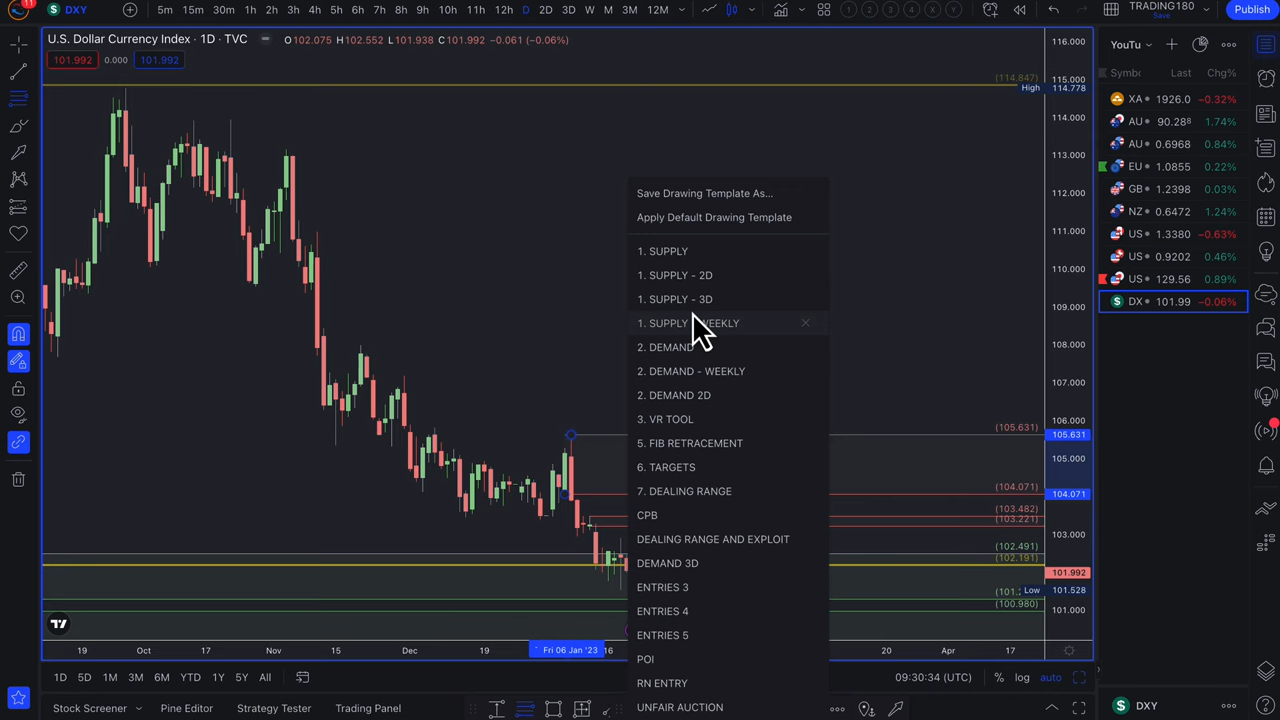 11
DXY
5m 15m 30m 1h 2h 3h 4h 6h 8h 9h 10h 11h 12h D 2D 3D W M 3M 12M
1 2 3 4 X Y
TRADING180
Save
Publish
U.S. Dollar Currency Index · 1D · TVC
O102.075 H102.552 L101.938 C101.992 −0.061 (−0.06%)
101.992 0.000 101.992
YouTu
Symbc Last Chg%
XA 1926.0 −0.32%
AU 90.288 1.74%
AU 0.6968 0.84%
EU 1.0855 0.22%
GB 1.2398 0.03%
NZ 0.6472 1.24%
US 1.3380 −0.63%
US 0.9202 0.46%
US 129.56 0.89%
DX 101.99 −0.06%
116.000
115.000
(114.847)
High 114.778
114.000
113.000
112.000
111.000
110.000
109.000
108.000
107.000
106.000
(105.631)
105.631
105.000
(104.071)
104.071
(103.482)
(103.221)
103.000
(102.491)
(102.191)
101.992
Low 101.528
(100.980)
101.000
Save Drawing Template As...
Apply Default Drawing Template
1. SUPPLY
1. SUPPLY - 2D
1. SUPPLY - 3D
1. SUPPLY WEEKLY
2. DEMAND
2. DEMAND - WEEKLY
2. DEMAND 2D
3. VR TOOL
5. FIB RETRACEMENT
6. TARGETS
7. DEALING RANGE
CPB
DEALING RANGE AND EXPLOIT
DEMAND 3D
ENTRIES 3
ENTRIES 4
ENTRIES 5
POI
RN ENTRY
UNFAIR AUCTION
19 Oct 17 Nov 15 Dec 19 Fri 06 Jan '23 16 20 Apr 17
1D 5D 1M 3M 6M YTD 1Y 5Y All
09:30:34 (UTC) % log auto
Stock Screener Pine Editor Strategy Tester Trading Panel
DXY